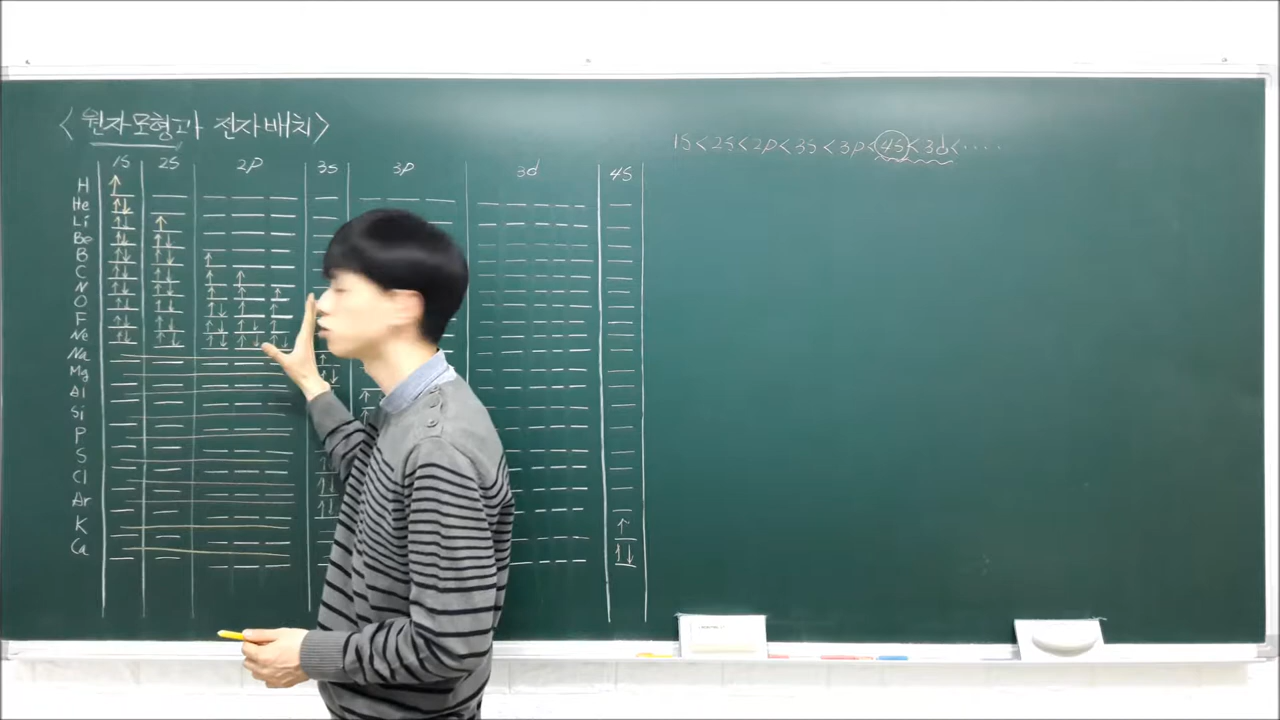 <원자모형과 전자배치>
1S<2S<2p<3S<3p<4S<3d<....
1S 2S 2p 3S 3p 3d 4S
H
He
Li
Be
B
C
N
O
F
Ne
Na
Mg
Al
Si
P
S
Cl
Ar
K
Ca